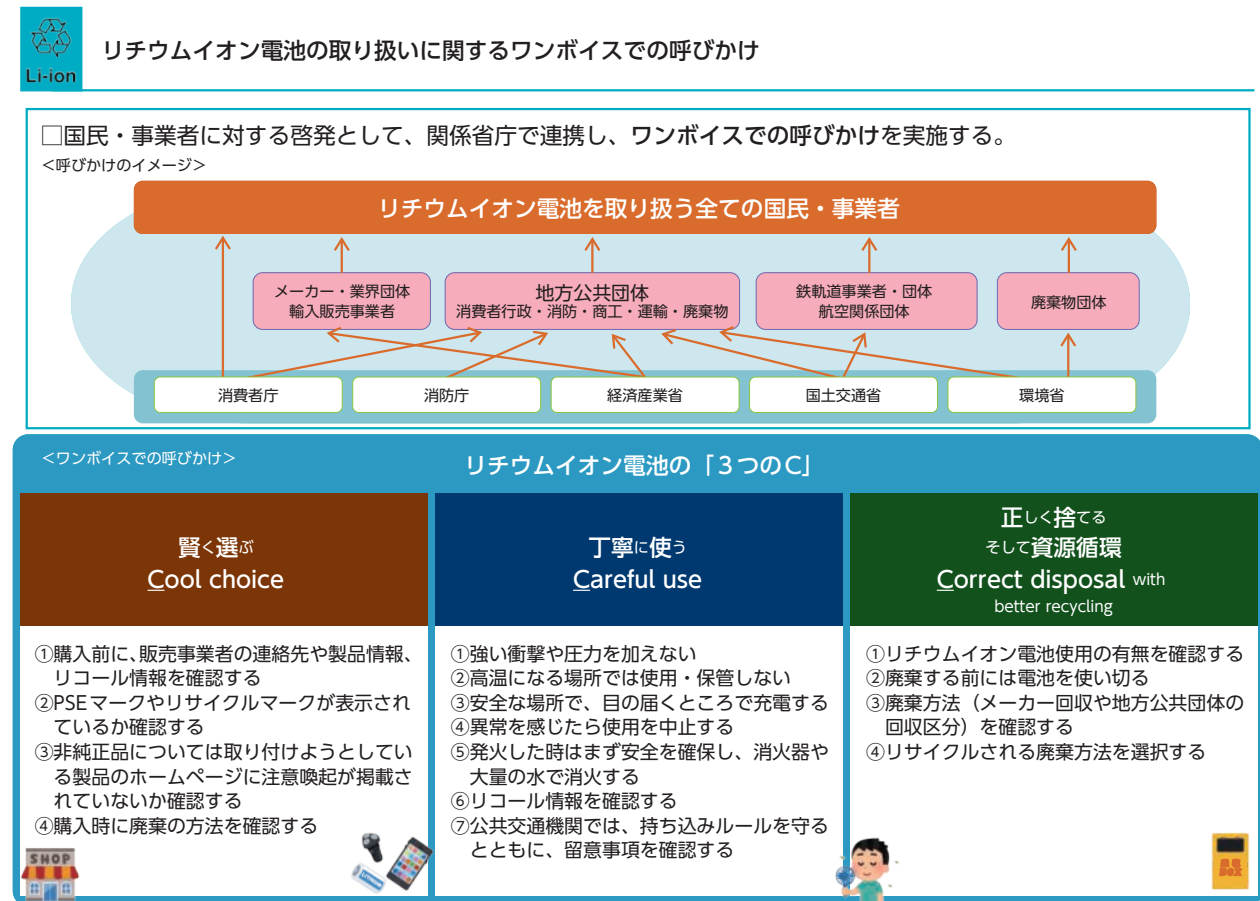 Li-ion
リチウムイオン電池の取り扱いに関するワンボイスでの呼びかけ
□国民・事業者に対する啓発として、関係省庁で連携し、ワンボイスでの呼びかけを実施する。
<呼びかけのイメージ>
リチウムイオン電池を取り扱う全ての国民・事業者
メーカー・業界団体
輸入販売事業者
地方公共団体
消費者行政・消防・商工・運輸・廃棄物
鉄軌道事業者・団体
航空関係団体
廃棄物団体
消費者庁
消防庁
経済産業省
国土交通省
環境省
<ワンボイスでの呼びかけ>
リチウムイオン電池の「３つのC」
賢く選ぶ
Cool choice
①購入前に、販売事業者の連絡先や製品情報、
リコール情報を確認する
②PSEマークやリサイクルマークが表示され
ているか確認する
③非純正品については取り付けようとしてい
る製品のホームページに注意喚起が掲載さ
れていないか確認する
④購入時に廃棄の方法を確認する
SHOP
丁寧に使う
Careful use
①強い衝撃や圧力を加えない
②高温になる場所では使用・保管しない
③安全な場所で、目の届くところで充電する
④異常を感じたら使用を中止する
⑤発火した時はまず安全を確保し、消火器や
大量の水で消火する
⑥リコール情報を確認する
⑦公共交通機関では、持ち込みルールを守る
とともに、留意事項を確認する
正しく捨てる
そして資源循環
Correct disposal with
better recycling
①リチウムイオン電池使用の有無を確認する
②廃棄する前には電池を使い切る
③廃棄方法（メーカー回収や地方公共団体の
回収区分）を確認する
④リサイクルされる廃棄方法を選択する